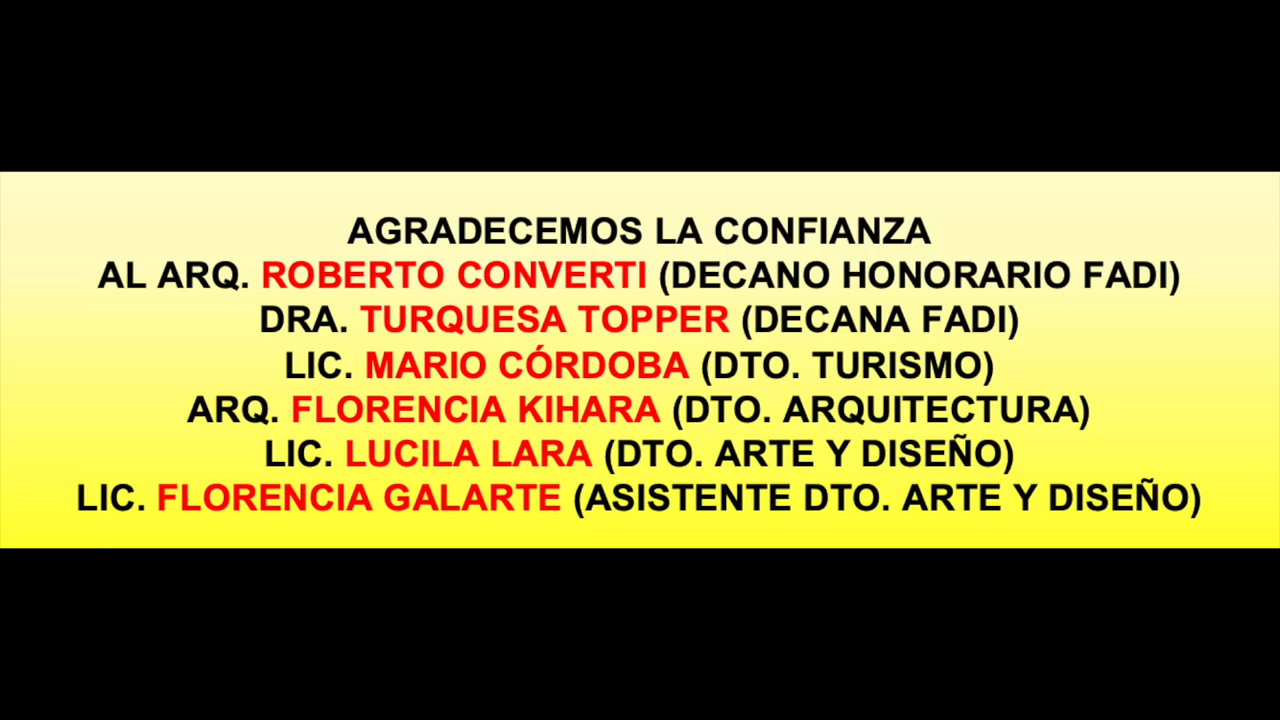 AGRADECEMOS LA CONFIANZA
AL ARQ. ROBERTO CONVERTI (DECANO HONORARIO FADI)
DRA. TURQUESA TOPPER (DECANA FADI)
LIC. MARIO CÓRDOBA (DTO. TURISMO)
ARQ. FLORENCIA KIHARA (DTO. ARQUITECTURA)
LIC. LUCILA LARA (DTO. ARTE Y DISEÑO)
LIC. FLORENCIA GALARTE (ASISTENTE DTO. ARTE Y DISEÑO)